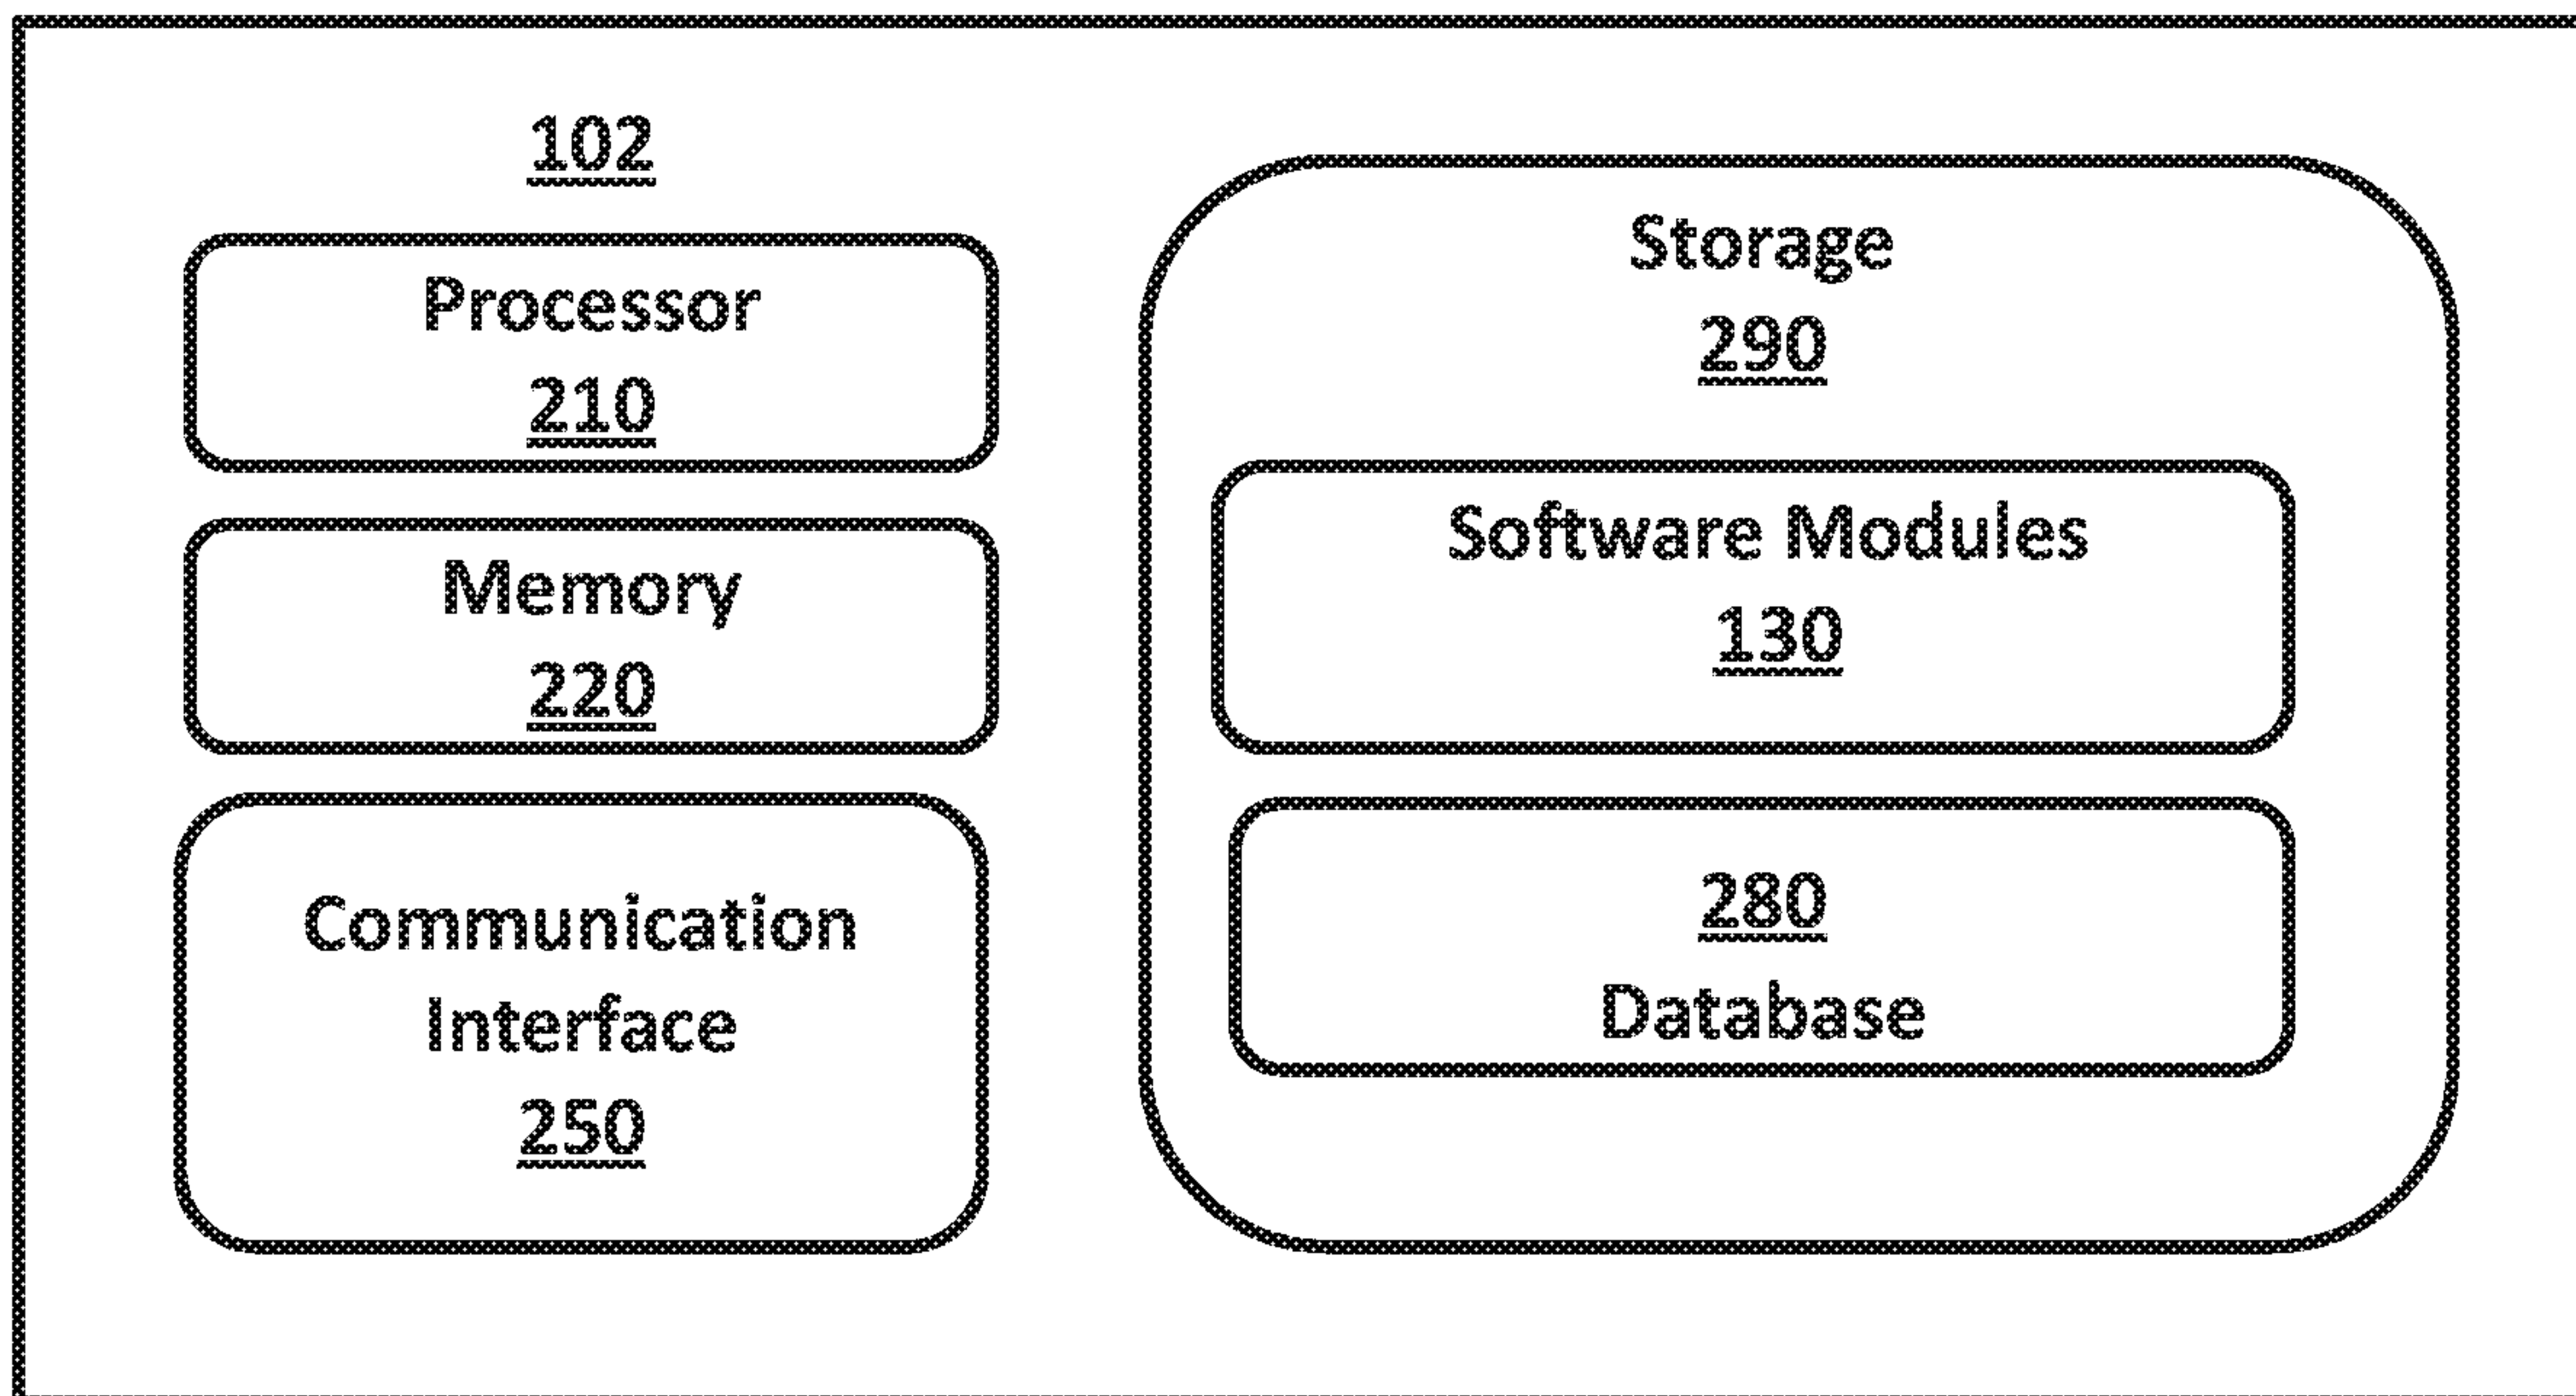 102
Processor
210
Memory
220
Communication
Interface
250
Storage
290
Software Modules
130
280
Database